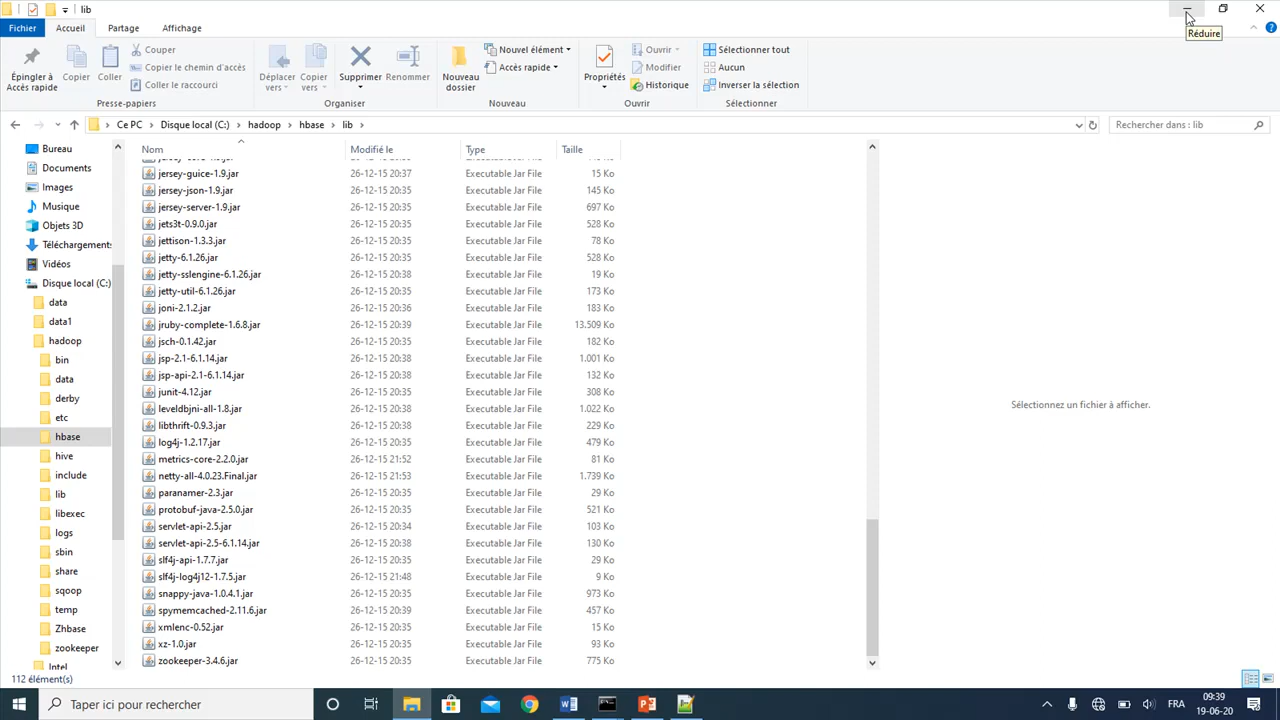 lib
Réduire
Fichier Accueil Partage Affichage
Épingler à Accès rapide
Copier
Coller
Couper
Copier le chemin d'accès
Coller le raccourci
Presse-papiers
Déplacer vers
Copier vers
Supprimer
Renommer
Organiser
Nouveau dossier
Nouvel élément
Accès rapide
Nouveau
Propriétés
Ouvrir
Modifier
Historique
Ouvrir
Sélectionner tout
Aucun
Inverser la sélection
Sélectionner
Ce PC Disque local (C:) hadoop hbase lib
Rechercher dans : lib
Bureau
Documents
Images
Musique
Objets 3D
Téléchargements
Vidéos
Disque local (C:)
data
data1
hadoop
bin
data
derby
etc
hbase
hive
include
lib
libexec
logs
sbin
share
sqoop
temp
Zhbase
zookeeper
Intel
Nom Modifié le Type Taille
jersey-guice-1.9.jar 26-12-15 20:37 Executable Jar File 15 Ko
jersey-json-1.9.jar 26-12-15 20:35 Executable Jar File 145 Ko
jersey-server-1.9.jar 26-12-15 20:35 Executable Jar File 697 Ko
jets3t-0.9.0.jar 26-12-15 20:35 Executable Jar File 528 Ko
jettison-1.3.3.jar 26-12-15 20:35 Executable Jar File 78 Ko
jetty-6.1.26.jar 26-12-15 20:35 Executable Jar File 528 Ko
jetty-sslengine-6.1.26.jar 26-12-15 20:38 Executable Jar File 19 Ko
jetty-util-6.1.26.jar 26-12-15 20:35 Executable Jar File 173 Ko
joni-2.1.2.jar 26-12-15 20:36 Executable Jar File 183 Ko
jruby-complete-1.6.8.jar 26-12-15 20:39 Executable Jar File 13.509 Ko
jsch-0.1.42.jar 26-12-15 20:35 Executable Jar File 182 Ko
jsp-2.1-6.1.14.jar 26-12-15 20:38 Executable Jar File 1.001 Ko
jsp-api-2.1-6.1.14.jar 26-12-15 20:38 Executable Jar File 132 Ko
junit-4.12.jar 26-12-15 20:35 Executable Jar File 308 Ko
leveldbjni-all-1.8.jar 26-12-15 20:38 Executable Jar File 1.022 Ko
libthrift-0.9.3.jar 26-12-15 20:38 Executable Jar File 229 Ko
log4j-1.2.17.jar 26-12-15 20:35 Executable Jar File 479 Ko
metrics-core-2.2.0.jar 26-12-15 21:52 Executable Jar File 81 Ko
netty-all-4.0.23.Final.jar 26-12-15 21:53 Executable Jar File 1.739 Ko
paranamer-2.3.jar 26-12-15 20:35 Executable Jar File 29 Ko
protobuf-java-2.5.0.jar 26-12-15 20:35 Executable Jar File 521 Ko
servlet-api-2.5.jar 26-12-15 20:34 Executable Jar File 103 Ko
servlet-api-2.5-6.1.14.jar 26-12-15 20:38 Executable Jar File 130 Ko
slf4j-api-1.7.7.jar 26-12-15 20:35 Executable Jar File 29 Ko
slf4j-log4j12-1.7.5.jar 26-12-15 21:48 Executable Jar File 9 Ko
snappy-java-1.0.4.1.jar 26-12-15 20:35 Executable Jar File 973 Ko
spymemcached-2.11.6.jar 26-12-15 20:39 Executable Jar File 457 Ko
xmlenc-0.52.jar 26-12-15 20:35 Executable Jar File 15 Ko
xz-1.0.jar 26-12-15 20:35 Executable Jar File 93 Ko
zookeeper-3.4.6.jar 26-12-15 20:35 Executable Jar File 775 Ko
Sélectionnez un fichier à afficher.
112 élément(s)
Taper ici pour rechercher
FRA
09:39
19-06-20